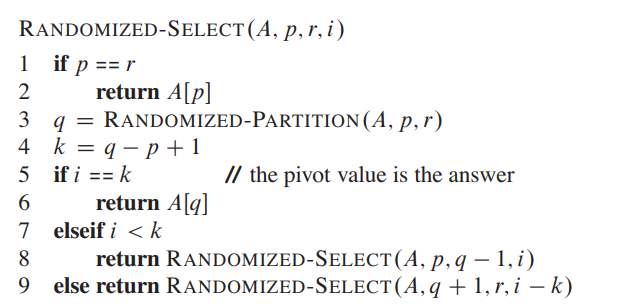 RANDOMIZED-SELECT(A, p, r, i)
1 if p == r
2 return A[p]
3 q = RANDOMIZED-PARTITION(A, p, r)
4 k = q − p + 1
5 if i == k // the pivot value is the answer
6 return A[q]
7 elseif i < k
8 return RANDOMIZED-SELECT(A, p, q − 1, i)
9 else return RANDOMIZED-SELECT(A, q + 1, r, i − k)